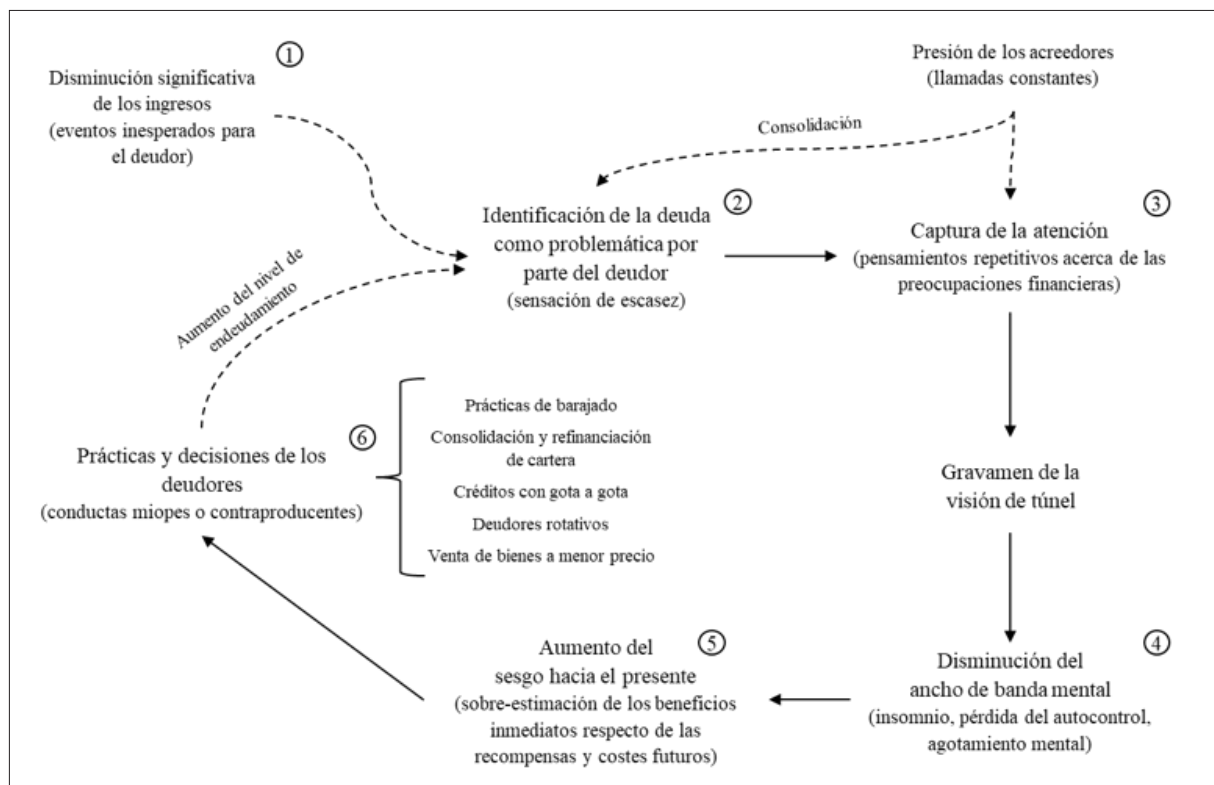 ①
Disminución significativa
de los ingresos
(eventos inesperados para
el deudor)
Presión de los acreedores
(llamadas constantes)
Consolidación
②
Identificación de la deuda
como problemática por
parte del deudor
(sensación de escasez)
③
Captura de la atención
(pensamientos repetitivos acerca de las
preocupaciones financieras)
Aumento del nivel de
endeudamiento
⑥
Prácticas y decisiones de los
deudores
(conductas miopes o contraproducentes)
Prácticas de barajado
Consolidación y refinanciación
de cartera
Créditos con gota a gota
Deudores rotativos
Venta de bienes a menor precio
Gravamen de la
visión de túnel
④
Disminución del
ancho de banda mental
(insomnio, pérdida del autocontrol,
agotamiento mental)
⑤
Aumento del
sesgo hacia el presente
(sobre-estimación de los beneficios
inmediatos respecto de las
recompensas y costes futuros)